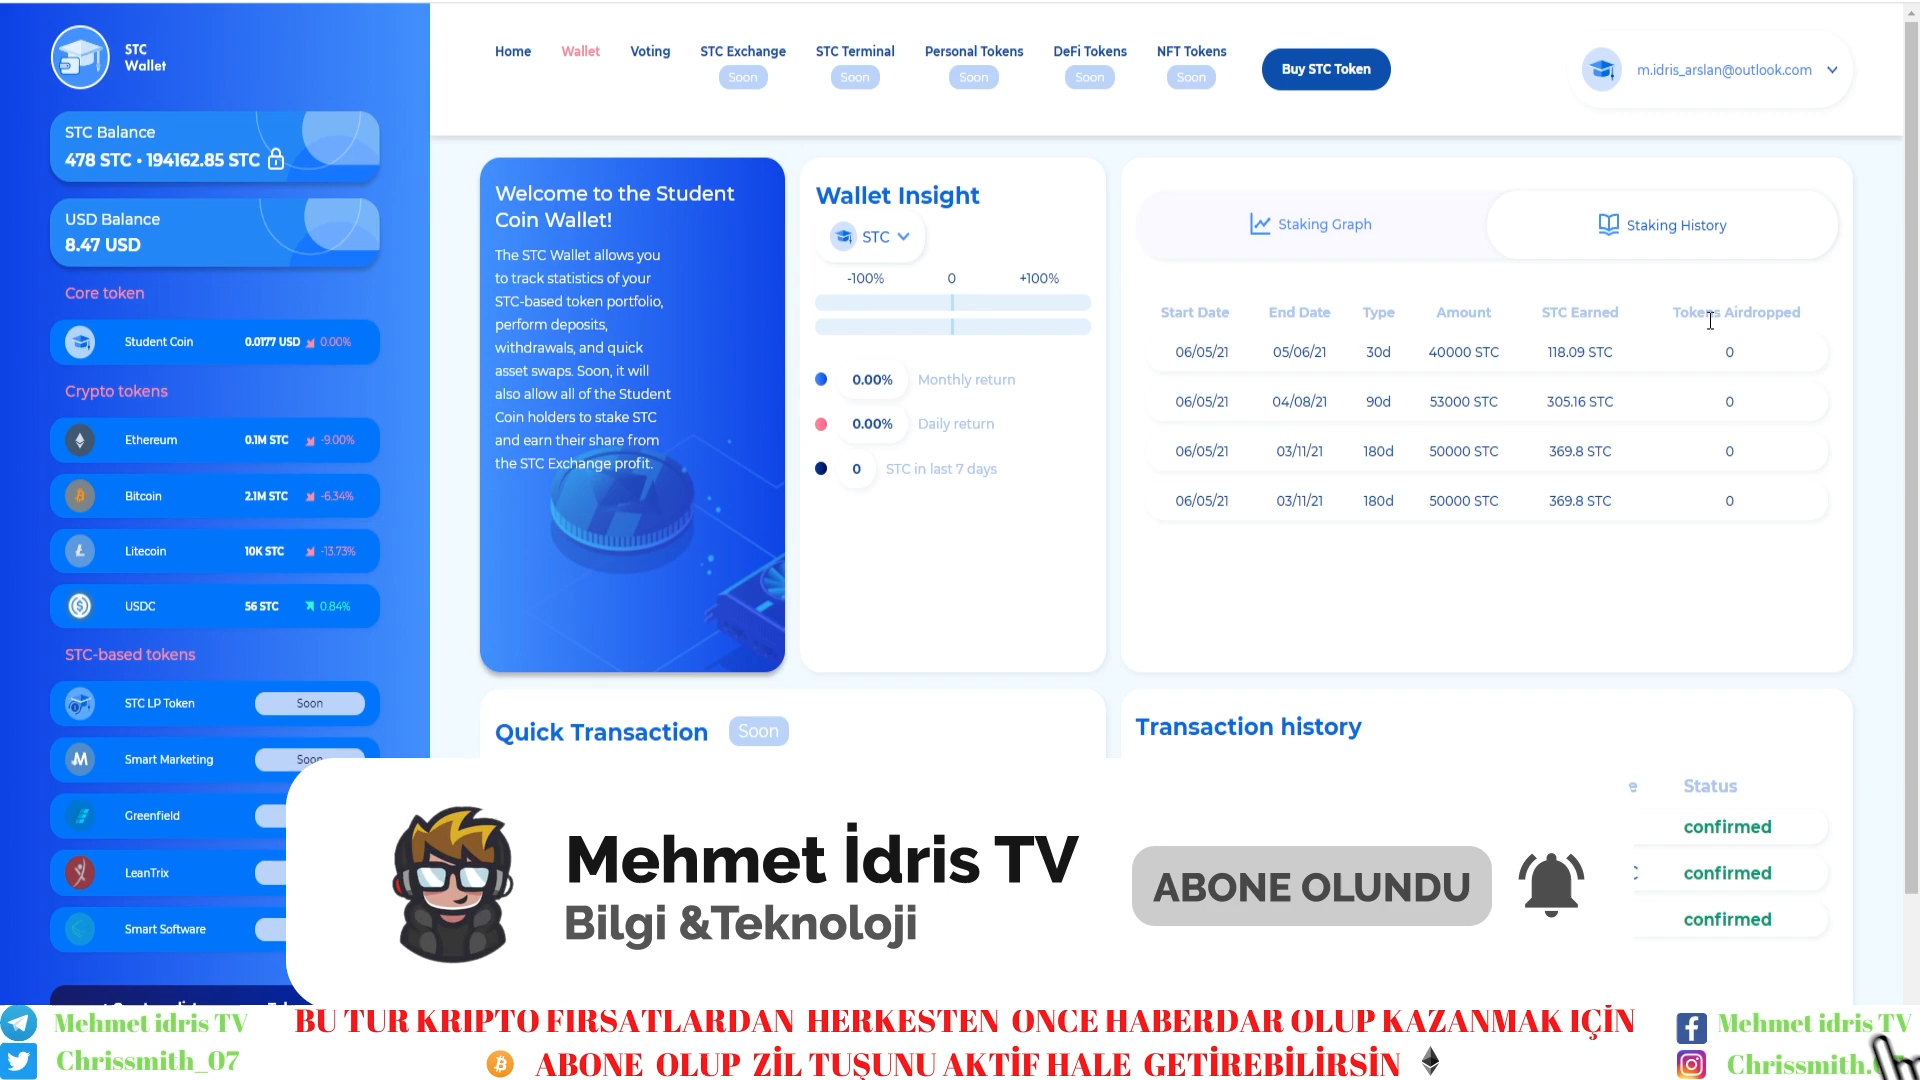 STC
Wallet
Home
Wallet
Voting
STC Exchange
Soon
STC Terminal
Soon
Personal Tokens
Soon
DeFi Tokens
Soon
NFT Tokens
Soon
Buy STC Token
m.idris_arslan@outlook.com
STC Balance
478 STC • 194162.85 STC
USD Balance
8.47 USD
Core token
Student Coin 0.0177 USD 0.00%
Crypto tokens
Ethereum 0.1M STC -9.00%
Bitcoin 2.1M STC -6.34%
Litecoin 10K STC -13.73%
USDC 56 STC 0.84%
STC-based tokens
STC LP Token Soon
Smart Marketing Soon
Greenfield
LeanTrix
Smart Software
Welcome to the Student
Coin Wallet!
The STC Wallet allows you
to track statistics of your
STC-based token portfolio,
perform deposits,
withdrawals, and quick
asset swaps. Soon, it will
also allow all of the Student
Coin holders to stake STC
and earn their share from
the STC Exchange profit.
Wallet Insight
STC
-100% 0 +100%
0.00% Monthly return
0.00% Daily return
0 STC in last 7 days
Staking Graph
Staking History
Start Date End Date Type Amount STC Earned Tokens Airdropped
06/05/21 05/06/21 30d 40000 STC 118.09 STC 0
06/05/21 04/08/21 90d 53000 STC 305.16 STC 0
06/05/21 03/11/21 180d 50000 STC 369.8 STC 0
06/05/21 03/11/21 180d 50000 STC 369.8 STC 0
Quick Transaction Soon
Transaction history
e Status
confirmed
confirmed
confirmed
Mehmet İdris TV
Bilgi &Teknoloji
ABONE OLUNDU
Mehmet idris TV
Chrissmith_07
BU TUR KRIPTO FIRSATLARDAN HERKESTEN ONCE HABERDAR OLUP KAZANMAK IÇİN
ABONE OLUP ZİL TUŞUNU AKTİF HALE GETİREBİLİRSİN
Mehmet idris TV